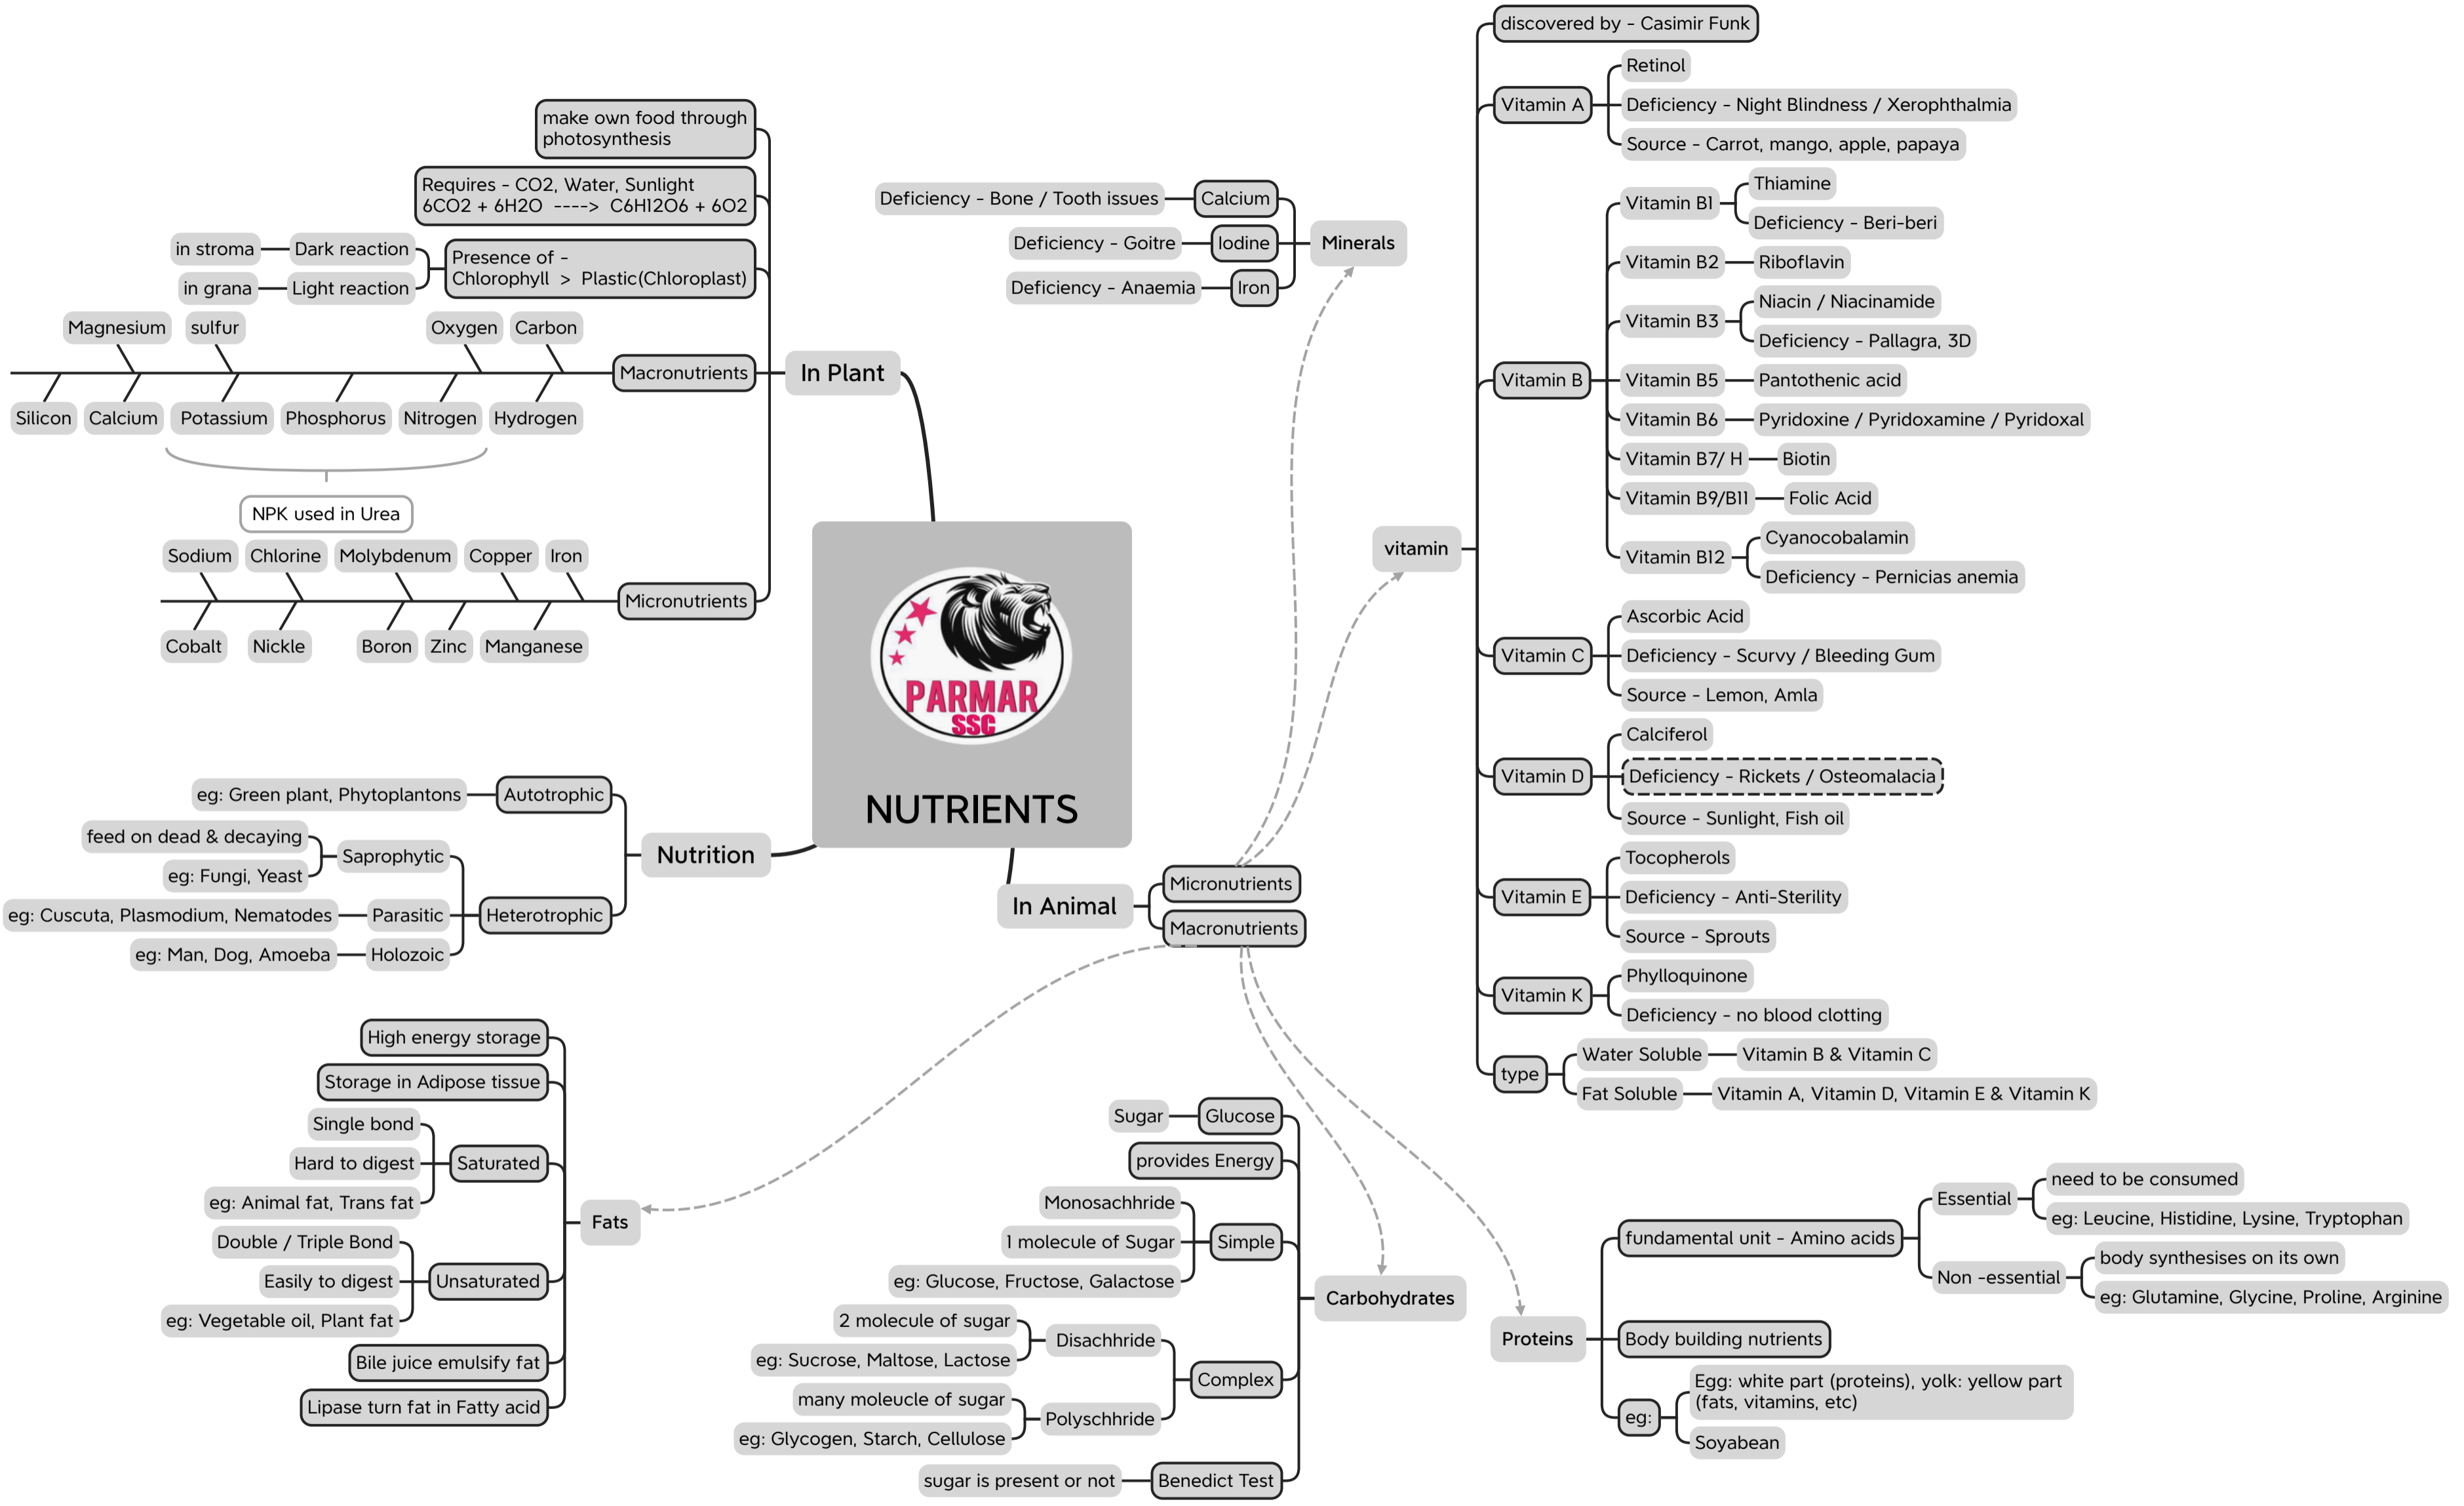 PARMAR
SSC
NUTRIENTS
In Plant
make own food through
photosynthesis
Requires - CO2, Water, Sunlight
6CO2 + 6H2O ----> C6H12O6 + 6O2
Presence of -
Chlorophyll > Plastic(Chloroplast)
Dark reaction
in stroma
Light reaction
in grana
Macronutrients
Carbon
Oxygen
sulfur
Magnesium
Hydrogen
Nitrogen
Phosphorus
Potassium
Calcium
Silicon
NPK used in Urea
Micronutrients
Iron
Copper
Molybdenum
Chlorine
Sodium
Manganese
Zinc
Boron
Nickle
Cobalt
Nutrition
Autotrophic
eg: Green plant, Phytoplantons
Heterotrophic
Saprophytic
feed on dead & decaying
eg: Fungi, Yeast
Parasitic
eg: Cuscuta, Plasmodium, Nematodes
Holozoic
eg: Man, Dog, Amoeba
In Animal
Micronutrients
Macronutrients
Minerals
Calcium
Deficiency - Bone / Tooth issues
Iodine
Deficiency - Goitre
Iron
Deficiency - Anaemia
vitamin
discovered by - Casimir Funk
Vitamin A
Retinol
Deficiency - Night Blindness / Xerophthalmia
Source - Carrot, mango, apple, papaya
Vitamin B
Vitamin B1
Thiamine
Deficiency - Beri-beri
Vitamin B2
Riboflavin
Vitamin B3
Niacin / Niacinamide
Deficiency - Pallagra, 3D
Vitamin B5
Pantothenic acid
Vitamin B6
Pyridoxine / Pyridoxamine / Pyridoxal
Vitamin B7/ H
Biotin
Vitamin B9/B11
Folic Acid
Vitamin B12
Cyanocobalamin
Deficiency - Pernicias anemia
Vitamin C
Ascorbic Acid
Deficiency - Scurvy / Bleeding Gum
Source - Lemon, Amla
Vitamin D
Calciferol
Deficiency - Rickets / Osteomalacia
Source - Sunlight, Fish oil
Vitamin E
Tocopherols
Deficiency - Anti-Sterility
Source - Sprouts
Vitamin K
Phylloquinone
Deficiency - no blood clotting
type
Water Soluble
Vitamin B & Vitamin C
Fat Soluble
Vitamin A, Vitamin D, Vitamin E & Vitamin K
Fats
High energy storage
Storage in Adipose tissue
Saturated
Single bond
Hard to digest
eg: Animal fat, Trans fat
Unsaturated
Double / Triple Bond
Easily to digest
eg: Vegetable oil, Plant fat
Bile juice emulsify fat
Lipase turn fat in Fatty acid
Carbohydrates
Glucose
Sugar
provides Energy
Simple
Monosachhride
1 molecule of Sugar
eg: Glucose, Fructose, Galactose
Complex
Disachhride
2 molecule of sugar
eg: Sucrose, Maltose, Lactose
Polyschhride
many moleucle of sugar
eg: Glycogen, Starch, Cellulose
Benedict Test
sugar is present or not
Proteins
fundamental unit - Amino acids
Essential
need to be consumed
eg: Leucine, Histidine, Lysine, Tryptophan
Non -essential
body synthesises on its own
eg: Glutamine, Glycine, Proline, Arginine
Body building nutrients
eg:
Egg: white part (proteins), yolk: yellow part
(fats, vitamins, etc)
Soyabean